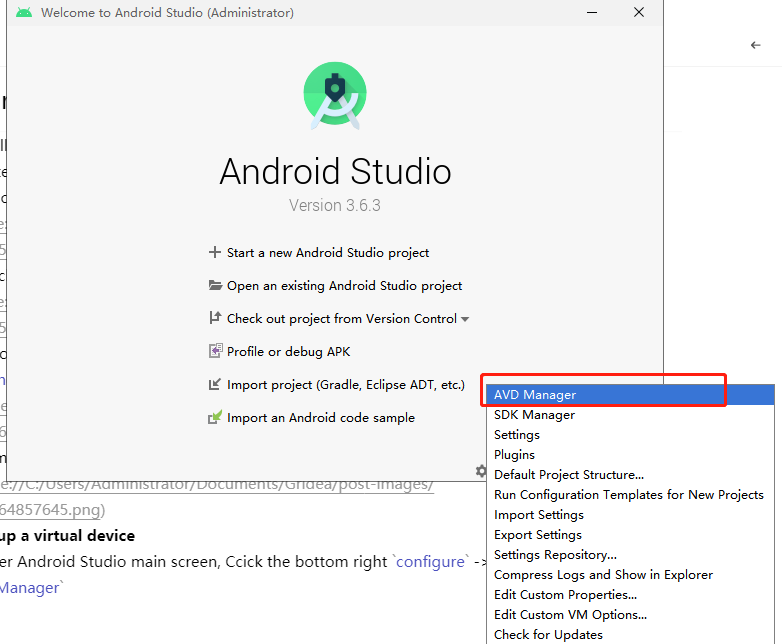 Welcome to Android Studio (Administrator)
Android Studio
Version 3.6.3
Start a new Android Studio project
Open an existing Android Studio project
Check out project from Version Control
Profile or debug APK
Import project (Gradle, Eclipse ADT, etc.)
Import an Android code sample
AVD Manager
SDK Manager
Settings
Plugins
Default Project Structure...
Run Configuration Templates for New Projects
Import Settings
Export Settings
Settings Repository...
Compress Logs and Show in Explorer
Edit Custom Properties...
Edit Custom VM Options...
Check for Updates
e://C:/Users/Administrator/Documents/Gridea/post-images/
64857645.png)
up a virtual device
er Android Studio main screen, Ccick the bottom right `configure` ->
Manager`